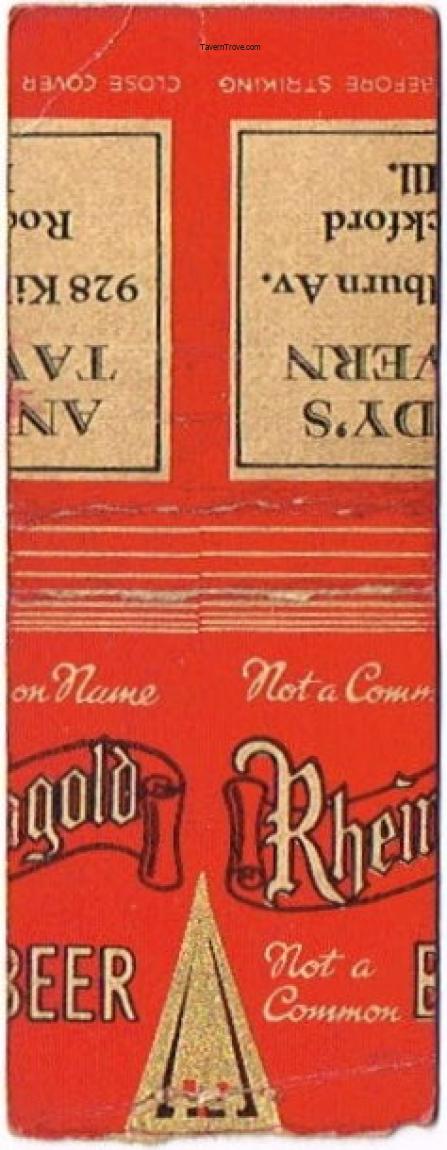 TavernTrove.com
BEFORE STRIKING
CLOSE COVER
DY'S
VERN
lburn Av.
ckford
Ill.
AN
TAV
928 Ki
Roc
on Name
Not a Comm
gold
Rhein
BEER
Not a
Common